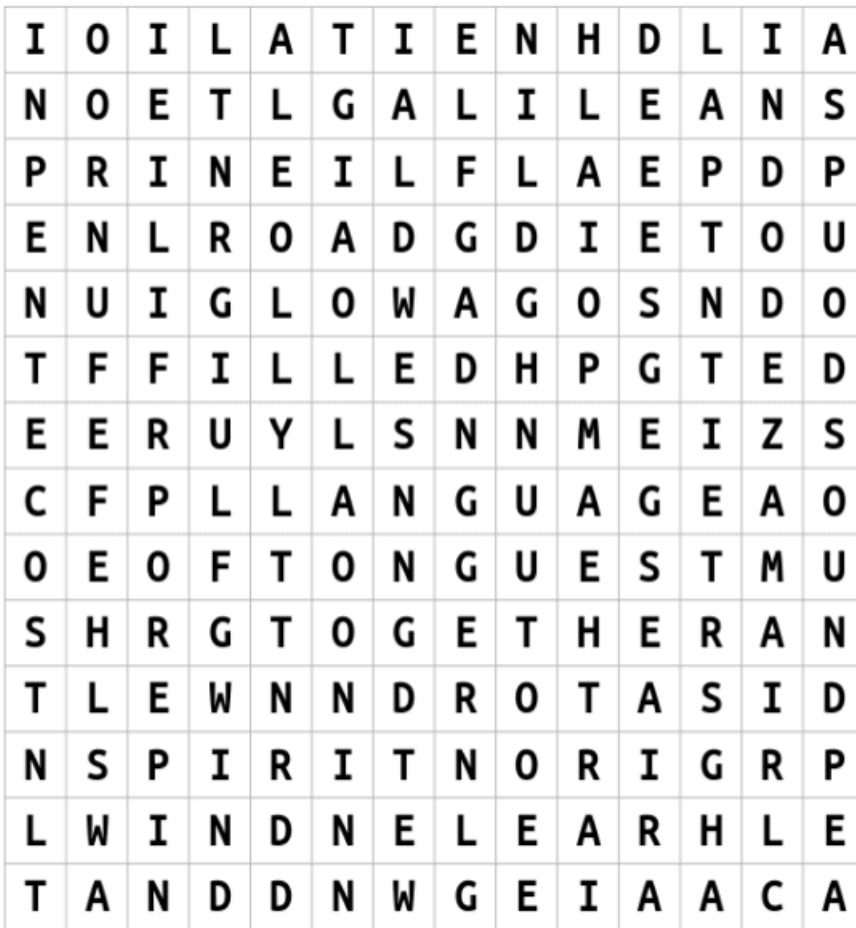 I O I L A T I E N H D L I A
N O E T L G A L I L E A N S
P R I N E I L F L A E P D P
E N L R O A D G D I E T O U
N U I G L O W A G O S N D O
T F F I L L E D H P G T E D
E E R U Y L S N N M E I Z S
C F P L L A N G U A G E A O
O E O F T O N G U E S T M U
S H R G T O G E T H E R A N
T L E W N N D R O T A S I D
N S P I R I T N O R I G R P
L W I N D N E L E A R H L E
T A N D D N W G E I A A C A